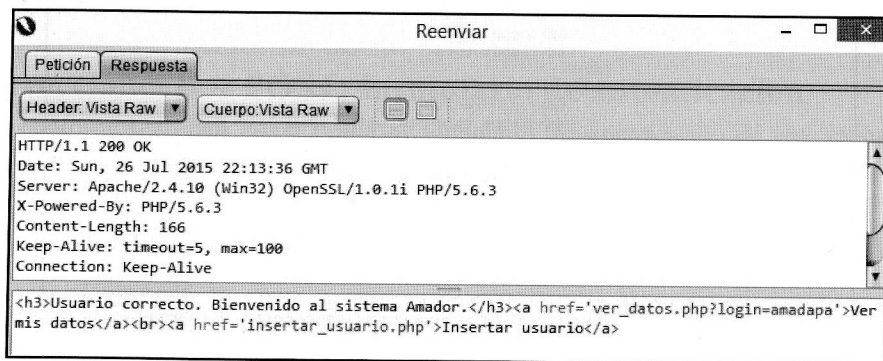 Reenviar
Petición Respuesta
Header: Vista Raw Cuerpo:Vista Raw
HTTP/1.1 200 OK
Date: Sun, 26 Jul 2015 22:13:36 GMT
Server: Apache/2.4.10 (Win32) OpenSSL/1.0.1i PHP/5.6.3
X-Powered-By: PHP/5.6.3
Content-Length: 166
Keep-Alive: timeout=5, max=100
Connection: Keep-Alive
<h3>Usuario correcto. Bienvenido al sistema Amador.</h3><a href='ver_datos.php?login=amadapa'>Ver
mis datos</a><br><a href='insertar_usuario.php'>Insertar usuario</a>